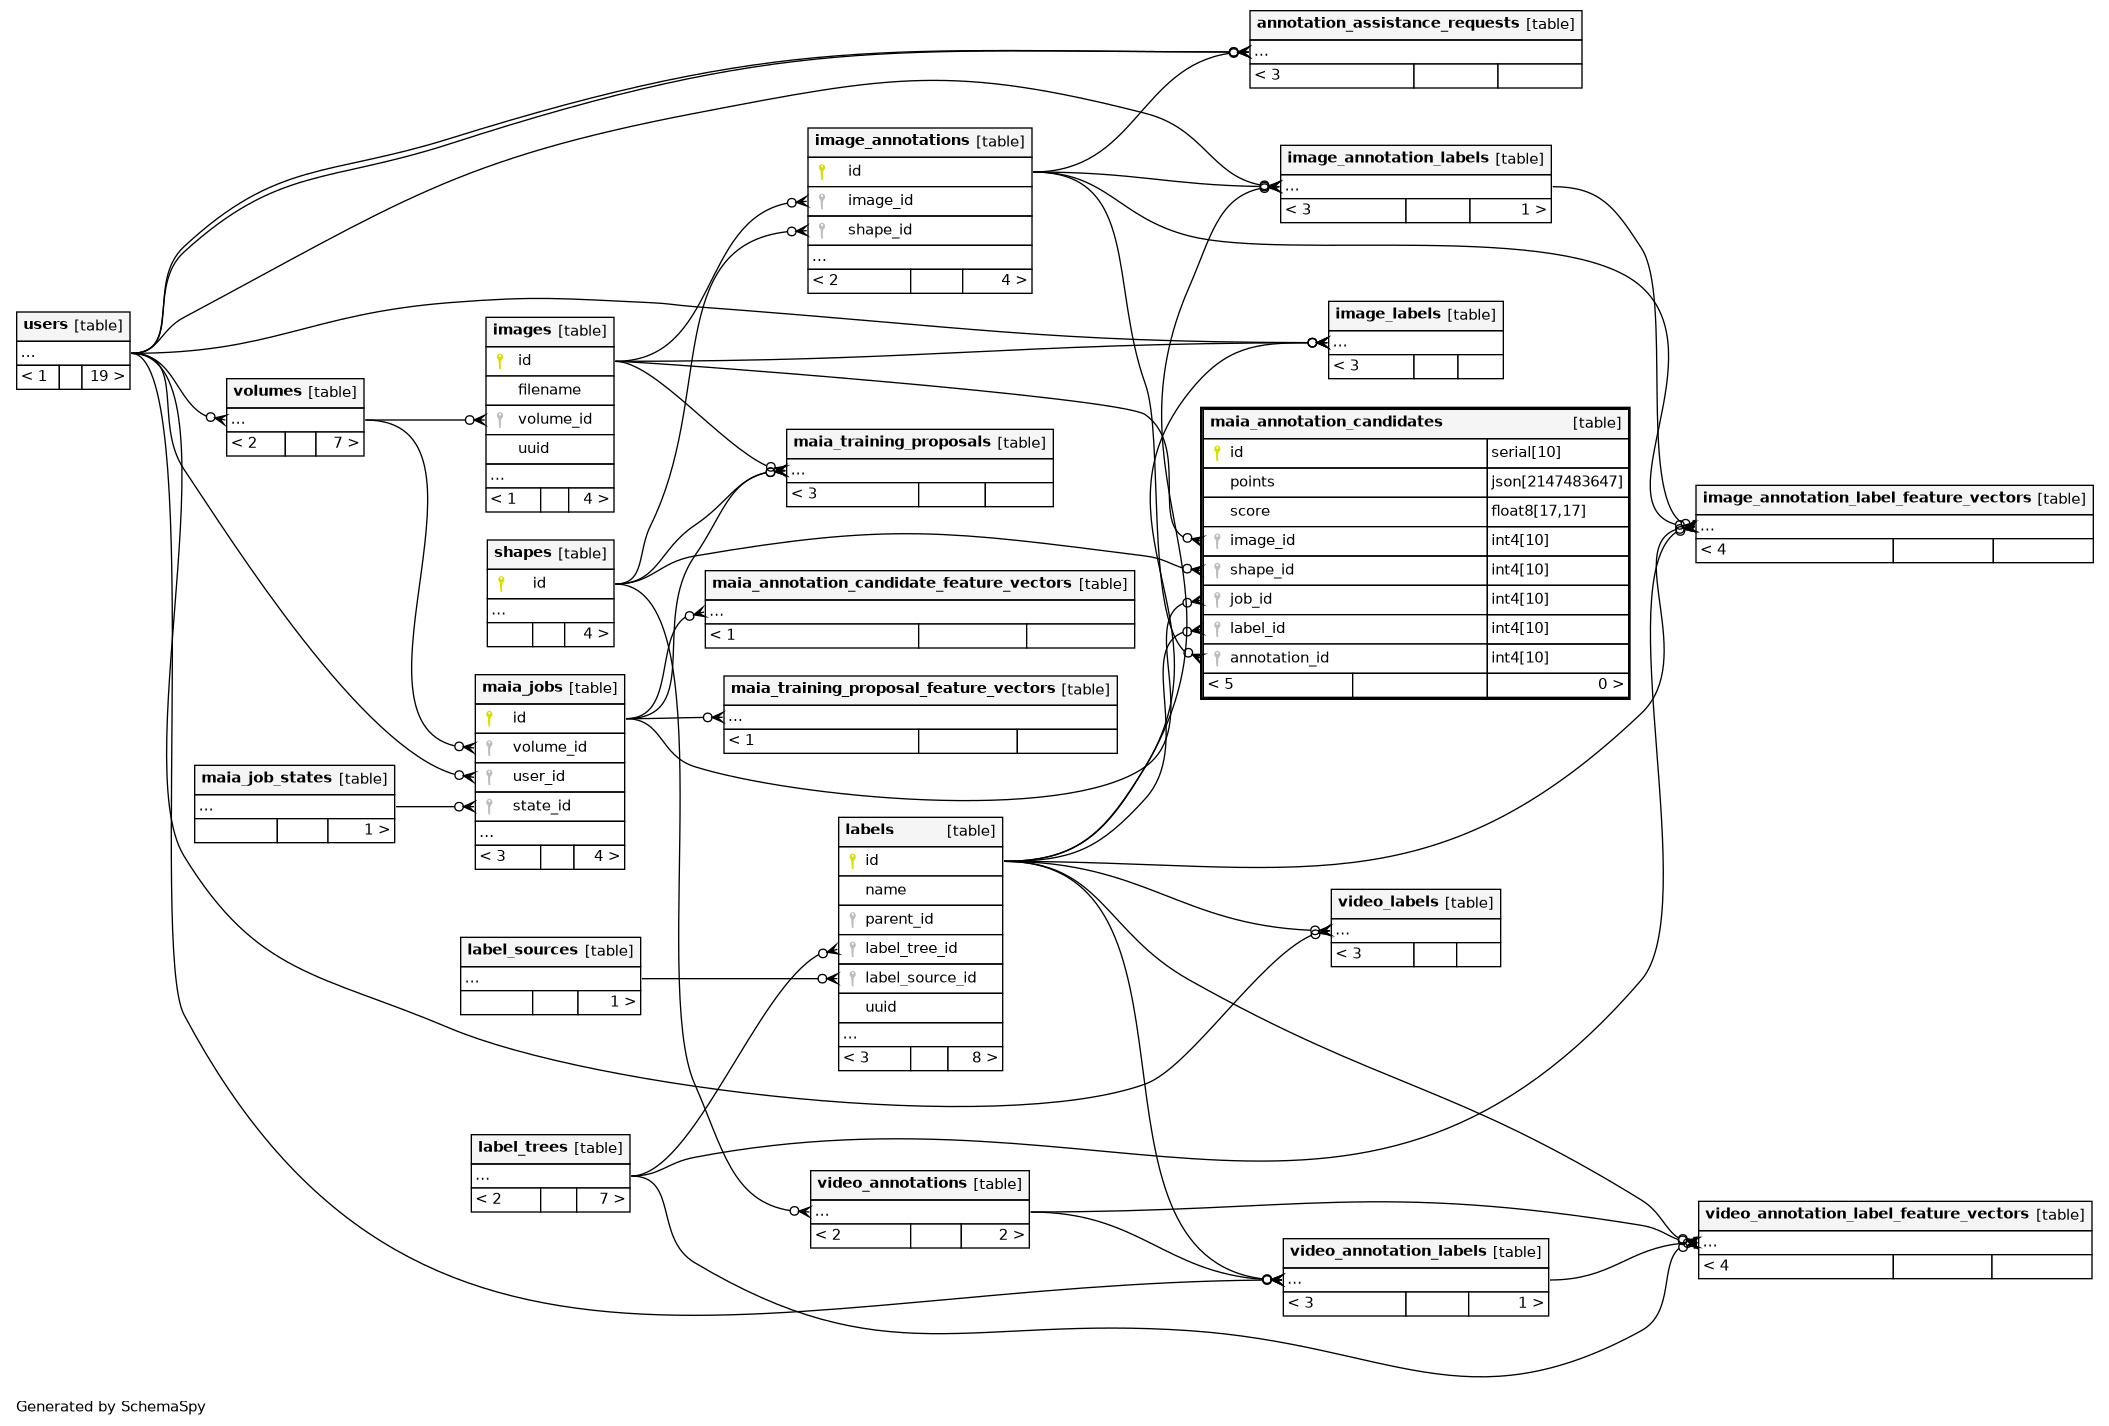 annotation_assistance_requests [table]
...
< 3
image_annotations [table]
id
image_id
shape_id
...
< 2 4 >
image_annotation_labels [table]
...
< 3 1 >
users [table]
...
< 1 19 >
images [table]
id
filename
volume_id
uuid
...
< 1 4 >
image_labels [table]
...
< 3
volumes [table]
...
< 2 7 >
maia_training_proposals [table]
...
< 3
maia_annotation_candidates [table]
id serial[10]
points json[2147483647]
score float8[17,17]
image_id int4[10]
shape_id int4[10]
job_id int4[10]
label_id int4[10]
annotation_id int4[10]
< 5 0 >
image_annotation_label_feature_vectors [table]
...
< 4
shapes [table]
id
...
4 >
maia_annotation_candidate_feature_vectors [table]
...
< 1
maia_jobs [table]
id
volume_id
user_id
state_id
...
< 3 4 >
maia_training_proposal_feature_vectors [table]
...
< 1
maia_job_states [table]
...
1 >
labels [table]
id
name
parent_id
label_tree_id
label_source_id
uuid
...
< 3 8 >
video_labels [table]
...
< 3
label_sources [table]
...
1 >
label_trees [table]
...
< 2 7 >
video_annotations [table]
...
< 2 2 >
video_annotation_labels [table]
...
< 3 1 >
video_annotation_label_feature_vectors [table]
...
< 4
Generated by SchemaSpy